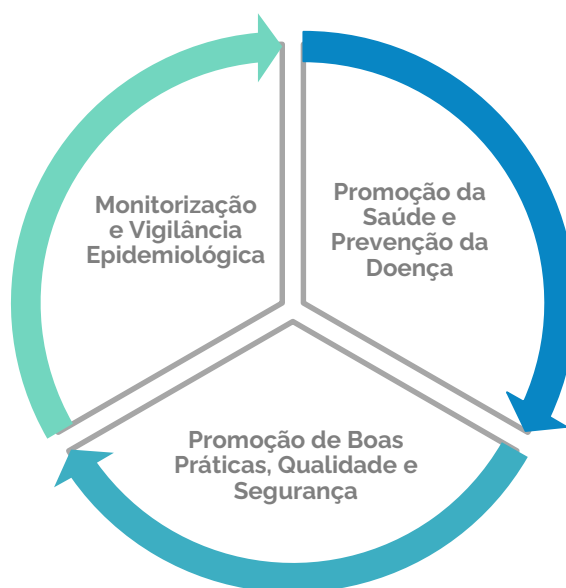 Monitorização
e Vigilância
Epidemiológica
Promoção da
Saúde e
Prevenção da
Doença
Promoção de Boas
Práticas, Qualidade e
Segurança